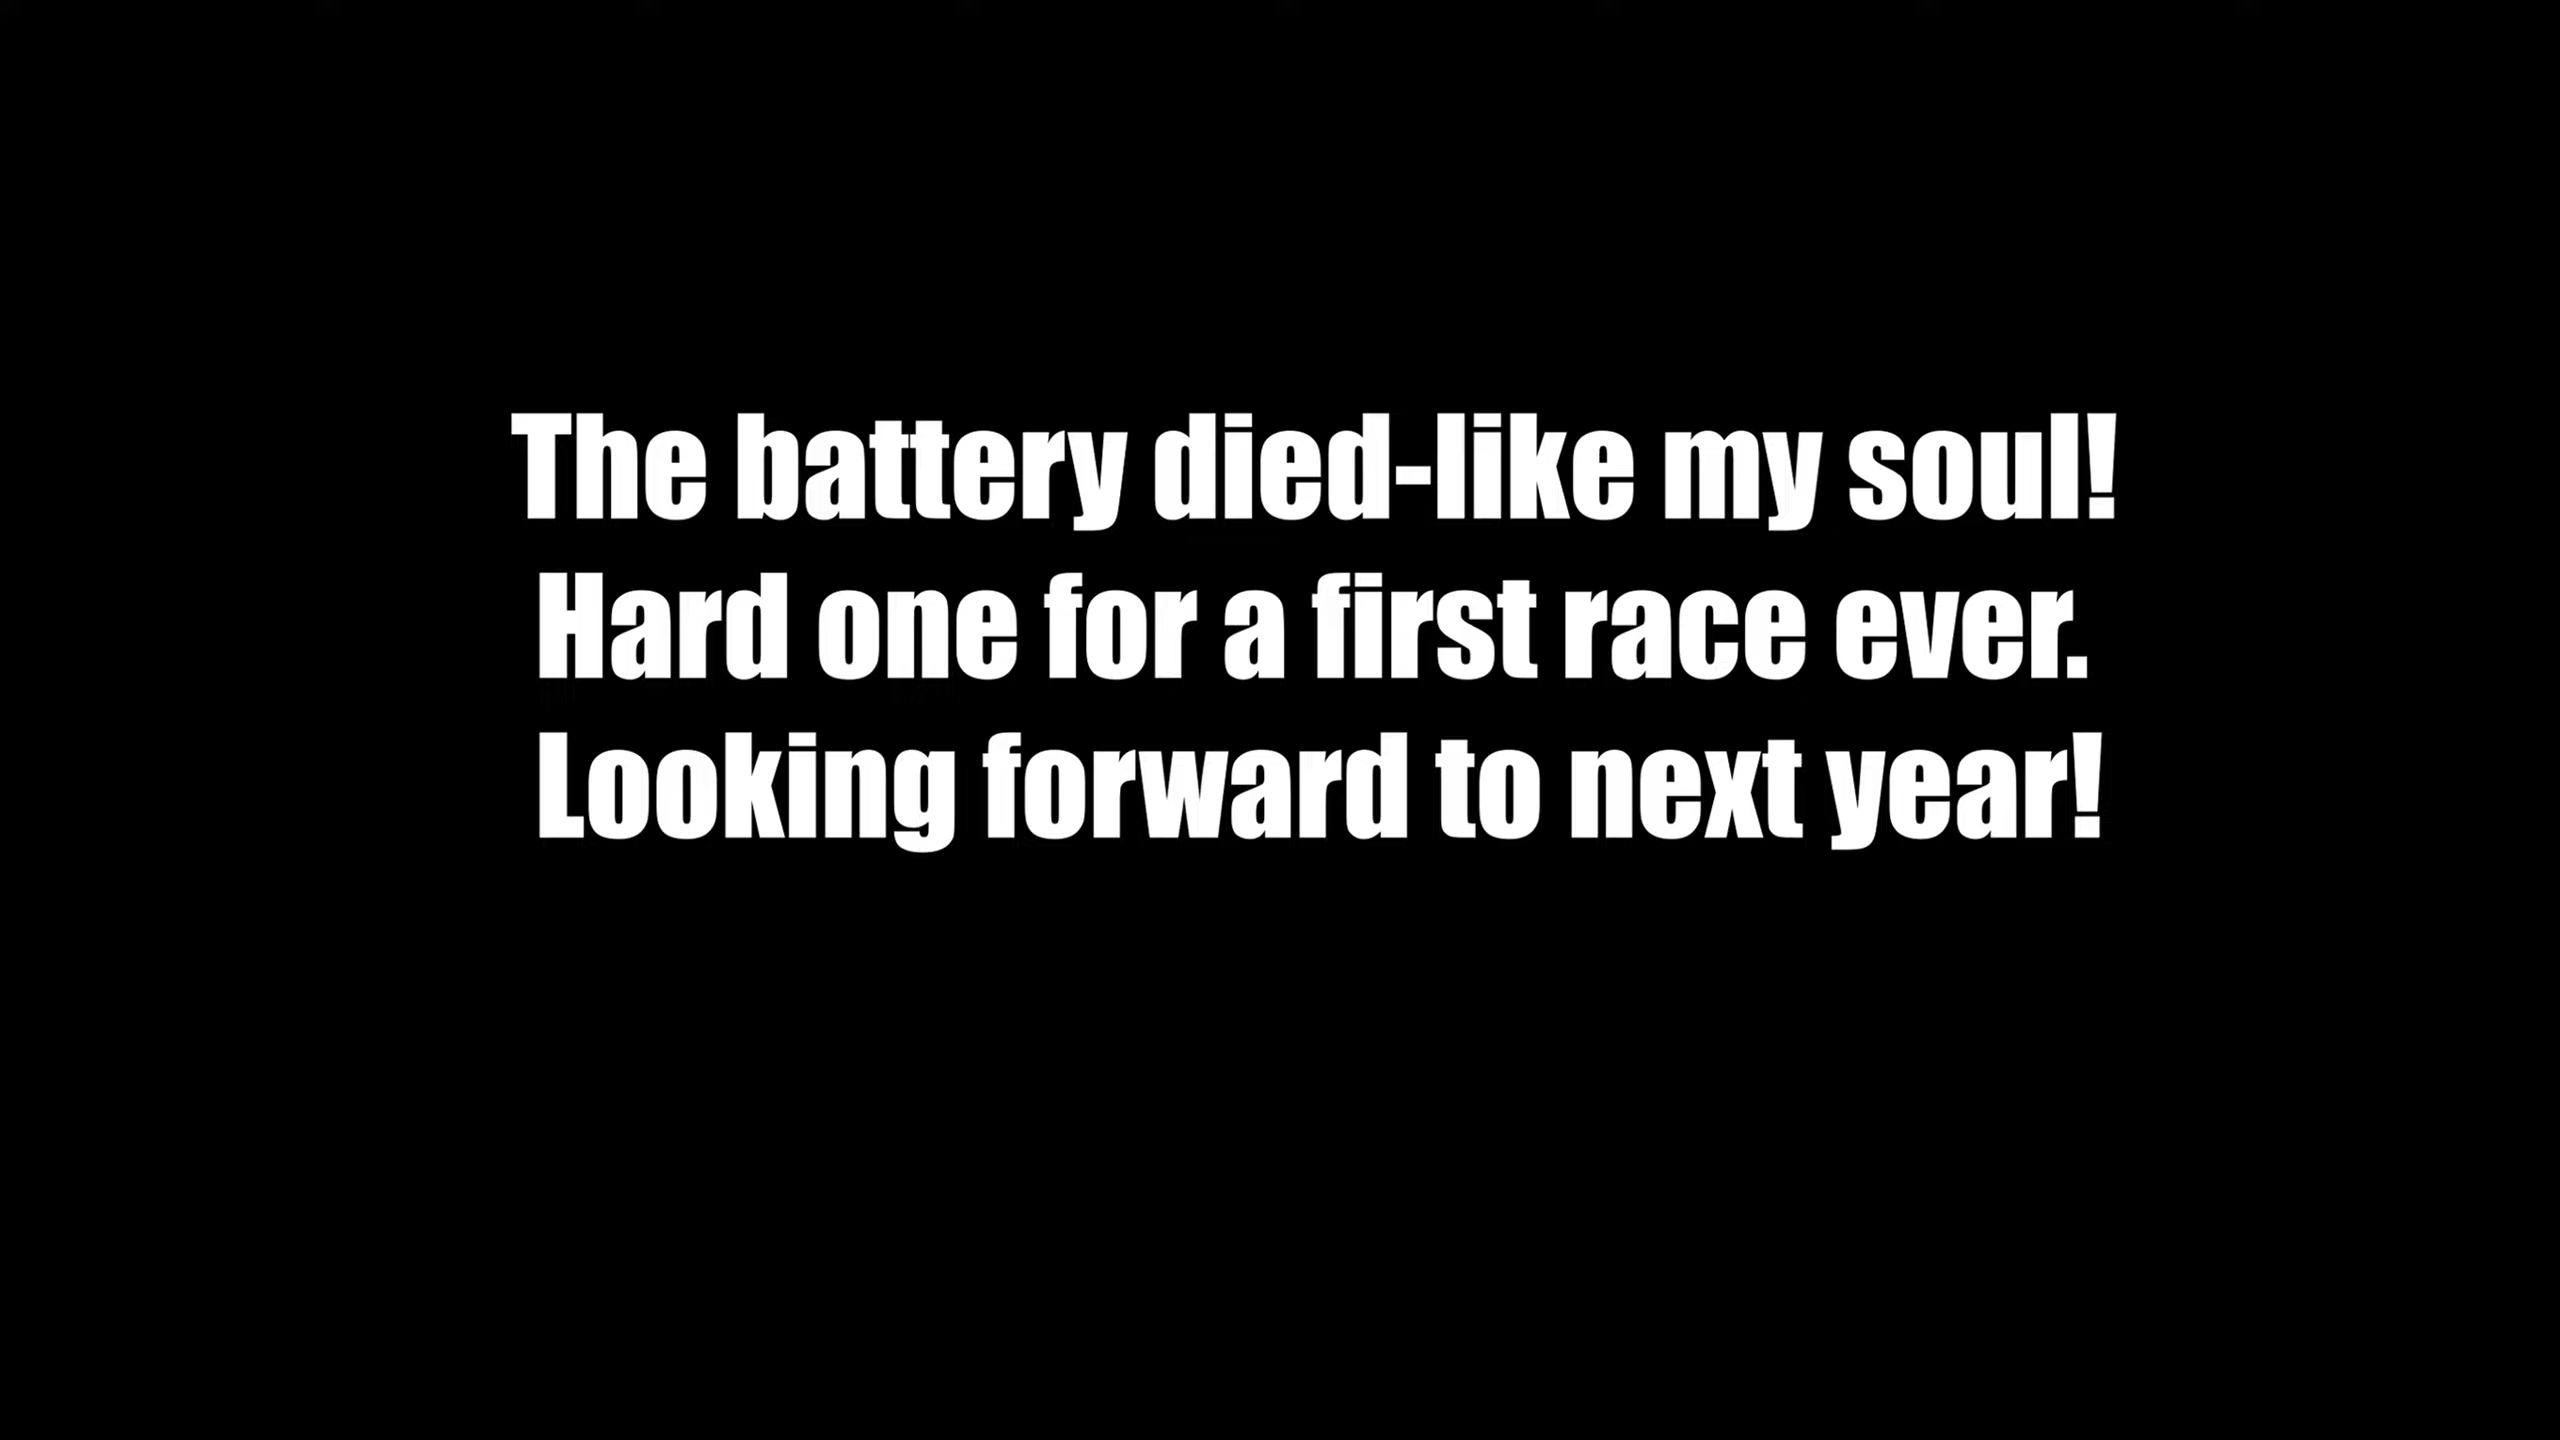 The battery died-like my soul!
Hard one for a first race ever.
Looking forward to next year!